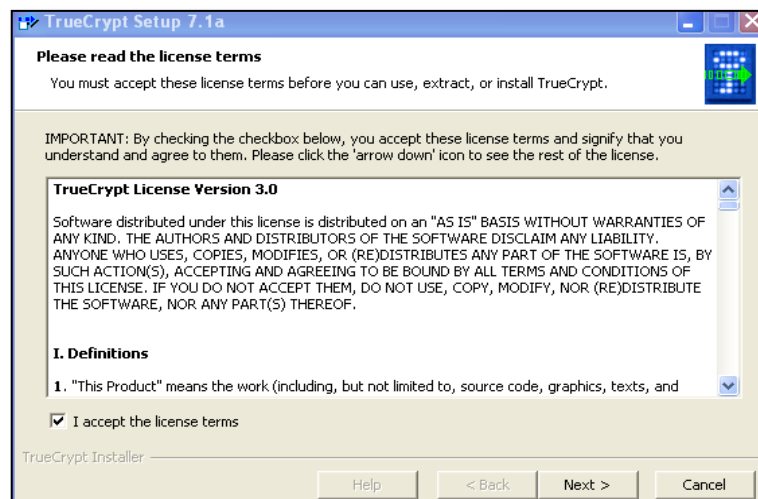 TrueCrypt Setup 7.1a
Please read the license terms
You must accept these license terms before you can use, extract, or install TrueCrypt.
IMPORTANT: By checking the checkbox below, you accept these license terms and signify that you
understand and agree to them. Please click the 'arrow down' icon to see the rest of the license.
TrueCrypt License Version 3.0
Software distributed under this license is distributed on an "AS IS" BASIS WITHOUT WARRANTIES OF
ANY KIND. THE AUTHORS AND DISTRIBUTORS OF THE SOFTWARE DISCLAIM ANY LIABILITY.
ANYONE WHO USES, COPIES, MODIFIES, OR (RE)DISTRIBUTES ANY PART OF THE SOFTWARE IS, BY
SUCH ACTION(S), ACCEPTING AND AGREEING TO BE BOUND BY ALL TERMS AND CONDITIONS OF
THIS LICENSE. IF YOU DO NOT ACCEPT THEM, DO NOT USE, COPY, MODIFY, NOR (RE)DISTRIBUTE
THE SOFTWARE, NOR ANY PART(S) THEREOF.
I. Definitions
1. "This Product" means the work (including, but not limited to, source code, graphics, texts, and
I accept the license terms
TrueCrypt Installer
Help < Back Next > Cancel